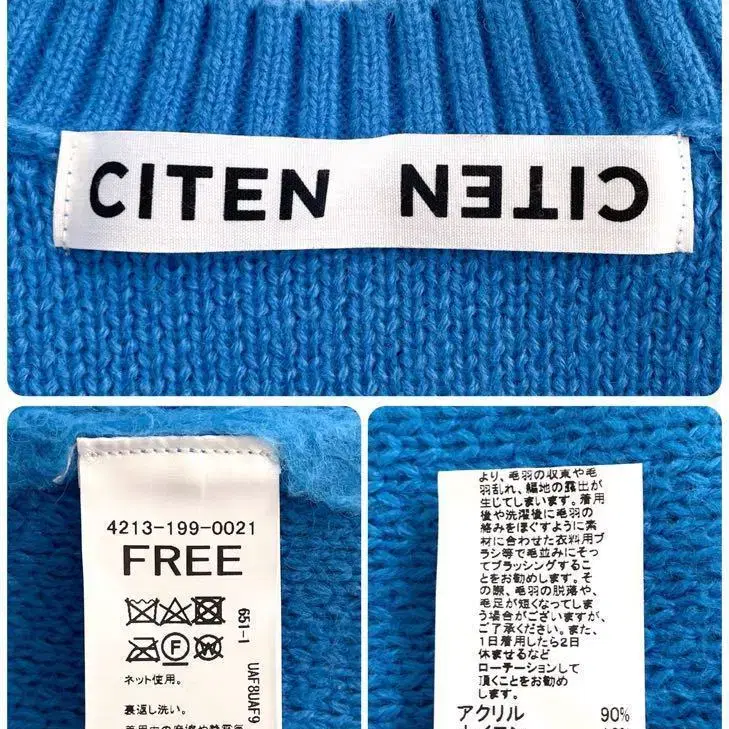 CITEN CITEN
4213-199-0021
FREE
651-I
UAF8UAF9
ネット使用。
裏返し洗い。
より、毛羽の収束や毛
羽乱れ、編地の露出が
生じてしまいます。着用
後や洗濯後に毛羽の
絡みをほぐすように素
材に合わせた衣料用ブ
ラシ等で毛並みにそっ
てブラッシングするこ
とをお勧めします。そ
の際、毛羽の脱落や、
毛足が短くなってしま
う場合がございますが、
ご了承ください。また、
1日着用したら2日
休ませるなど
ローテーションして
頂くことをお勧め
します。
アクリル 90%